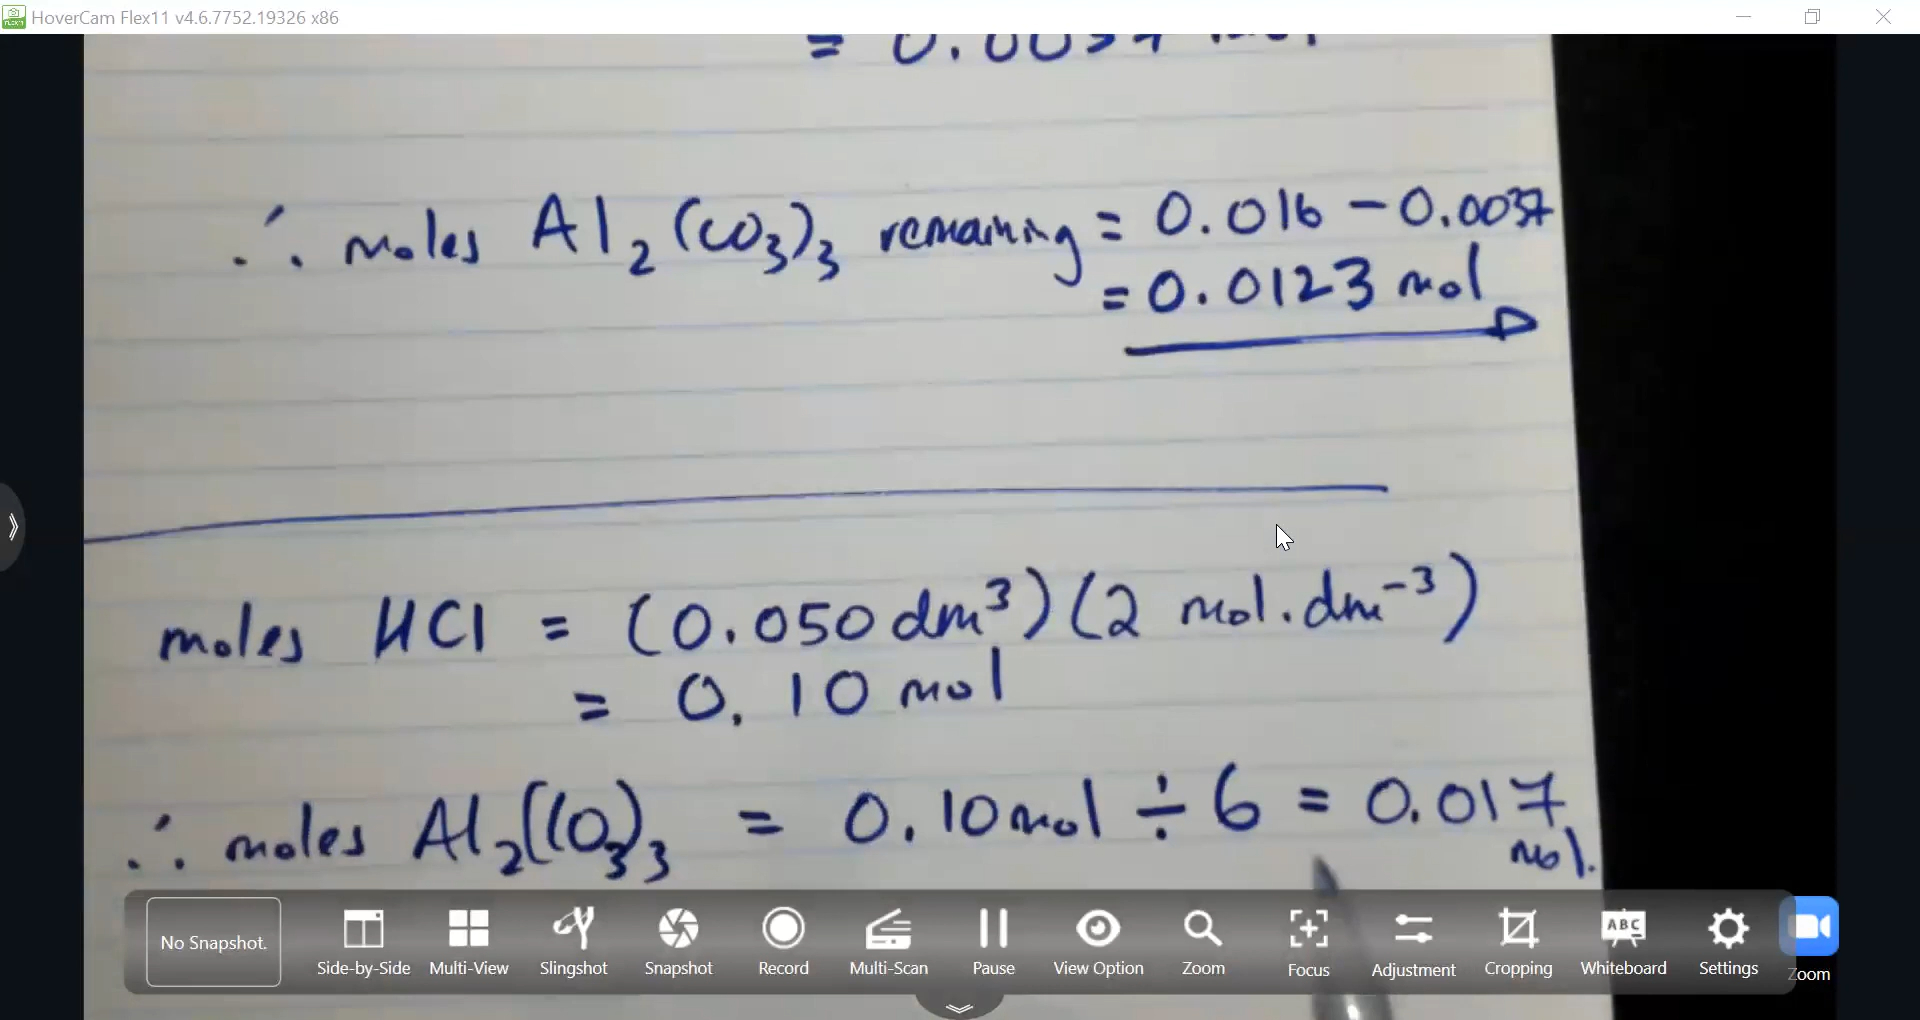 HoverCam Flex11 v4.6.7752.19326 x86
= 0.0037 mol
∴ moles Al₂(CO₃)₃ remaining = 0.016 - 0.0037
= 0.0123 mol
moles HCl = (0.050 dm³)(2 mol.dm⁻³)
= 0.10 mol
∴ moles Al₂(CO₃)₃ = 0.10 mol ÷ 6 = 0.017
mol.
No Snapshot.
Side-by-Side Multi-View Slingshot Snapshot Record Multi-Scan Pause View Option Zoom Focus Adjustment Cropping ABC Whiteboard Settings Zoom